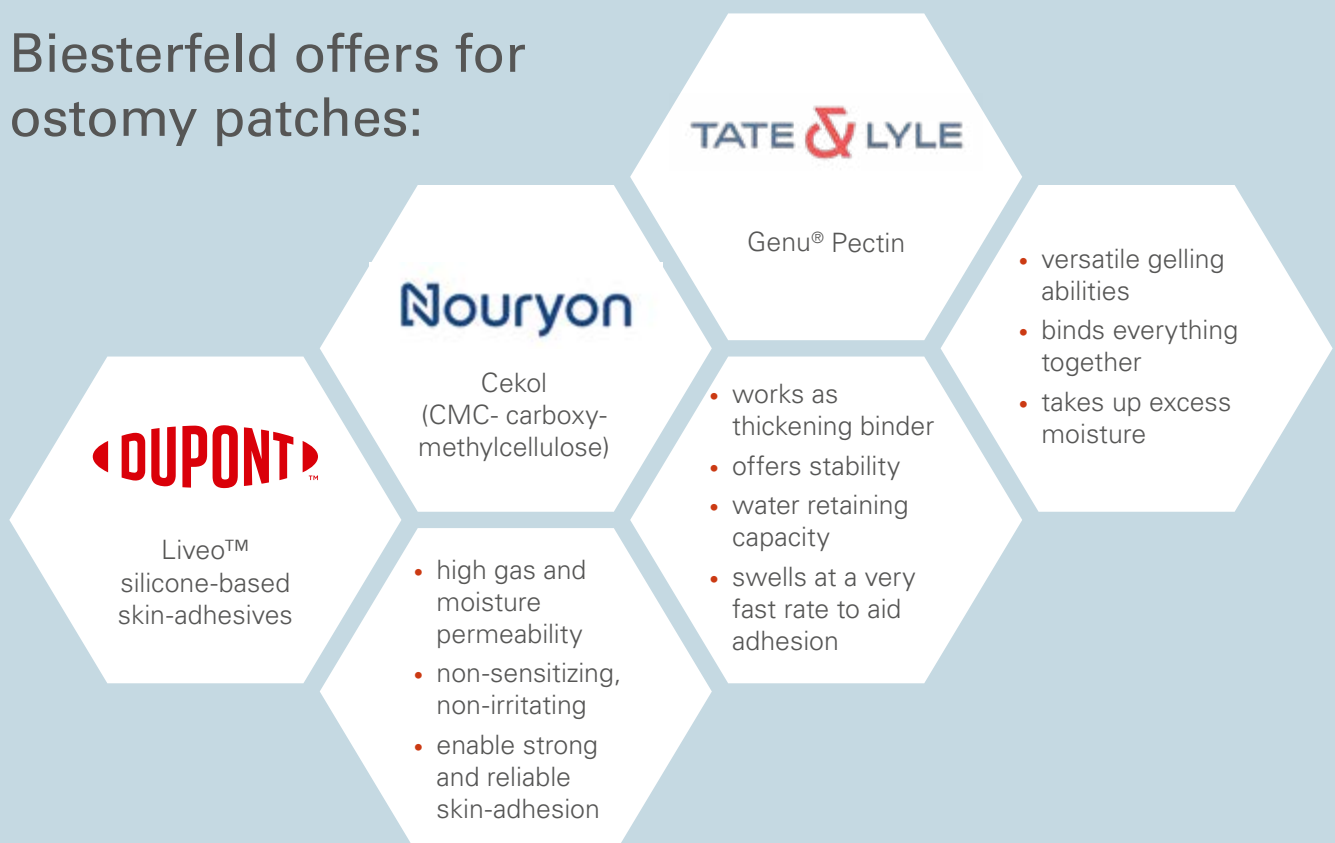 Biesterfeld offers for
ostomy patches:
TATE & LYLE
Genu® Pectin
• versatile gelling
abilities
• binds everything
together
• takes up excess
moisture
Nouryon
Cekol
(CMC- carboxy-
methylcellulose)
• works as
thickening binder
• offers stability
• water retaining
capacity
• swells at a very
fast rate to aid
adhesion
DUPONT™
Liveo™
silicone-based
skin-adhesives
• high gas and
moisture
permeability
• non-sensitizing,
non-irritating
• enable strong
and reliable
skin-adhesion